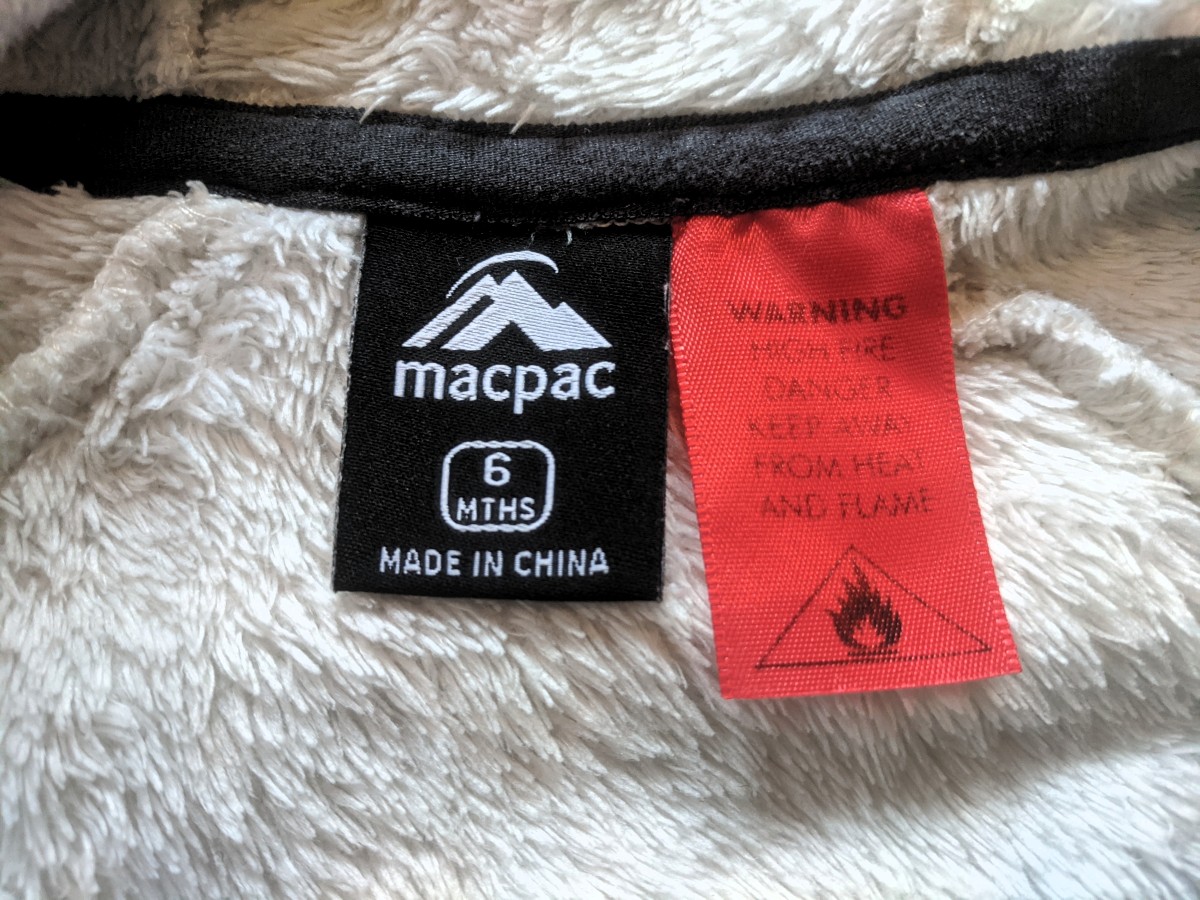 macpac
6
MTHS
MADE IN CHINA
WARNING
HIGH FIRE
DANGER
KEEP AWAY
FROM HEAT
AND FLAME